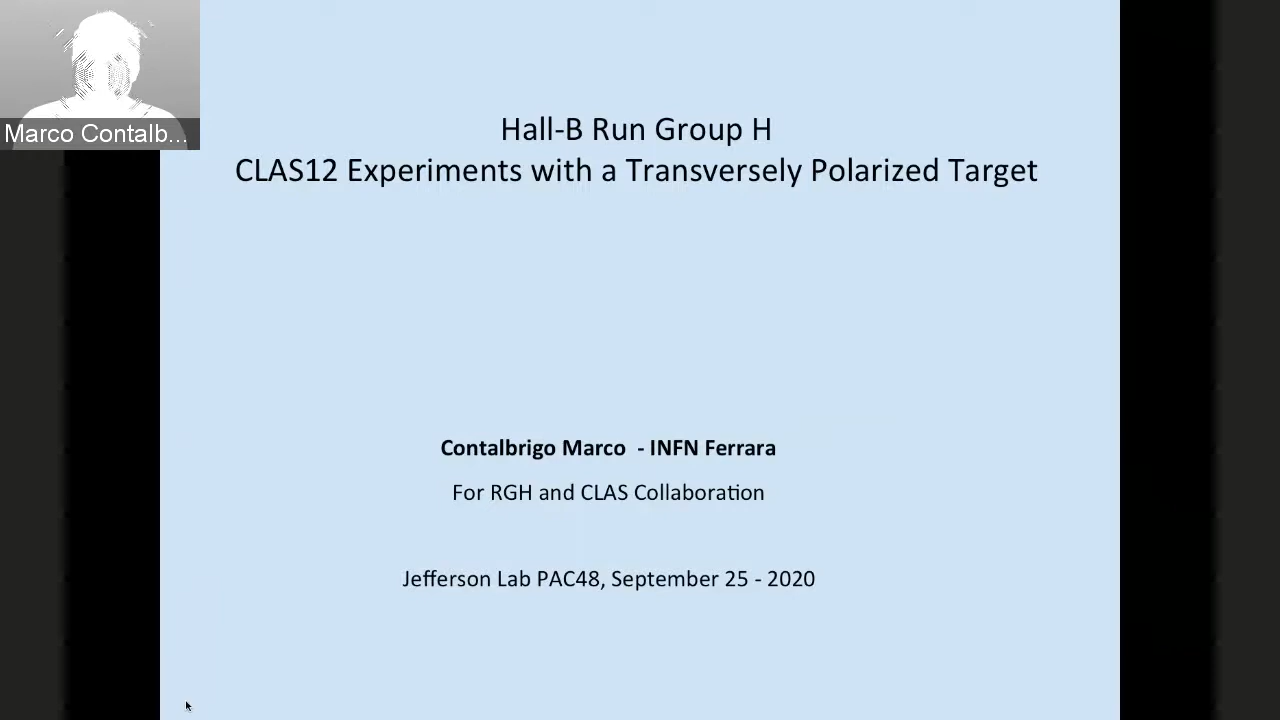 Marco Contalb...
Hall-B Run Group H
CLAS12 Experiments with a Transversely Polarized Target
Contalbrigo Marco - INFN Ferrara
For RGH and CLAS Collaboration
Jefferson Lab PAC48, September 25 - 2020